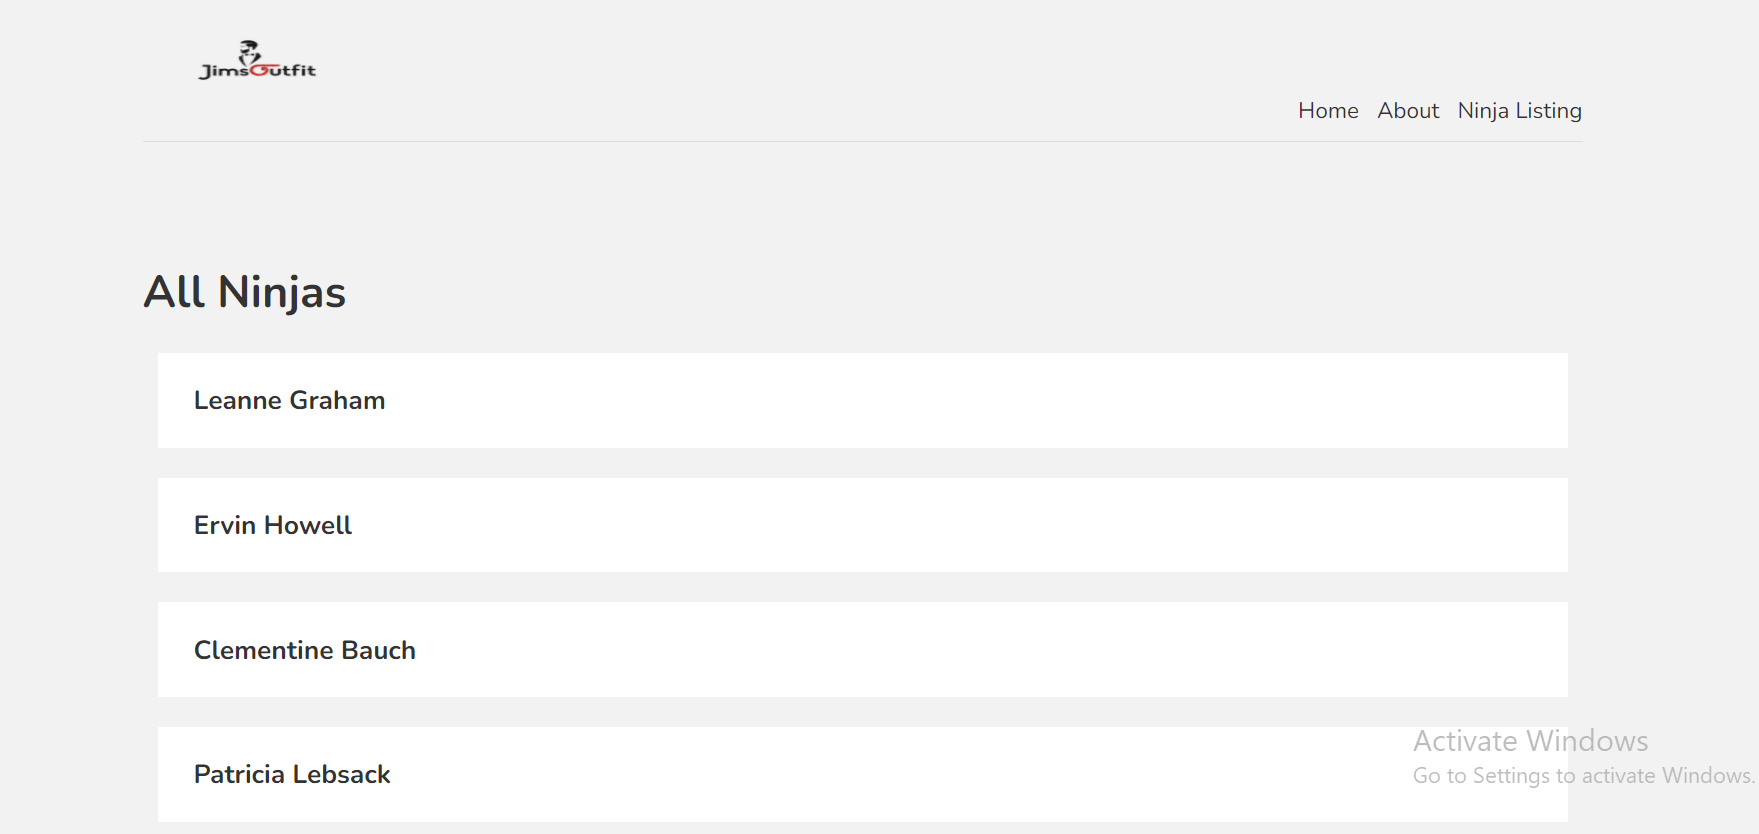 JimsOutfit
Home About Ninja Listing
All Ninjas
Leanne Graham
Ervin Howell
Clementine Bauch
Patricia Lebsack
Activate Windows
Go to Settings to activate Windows.